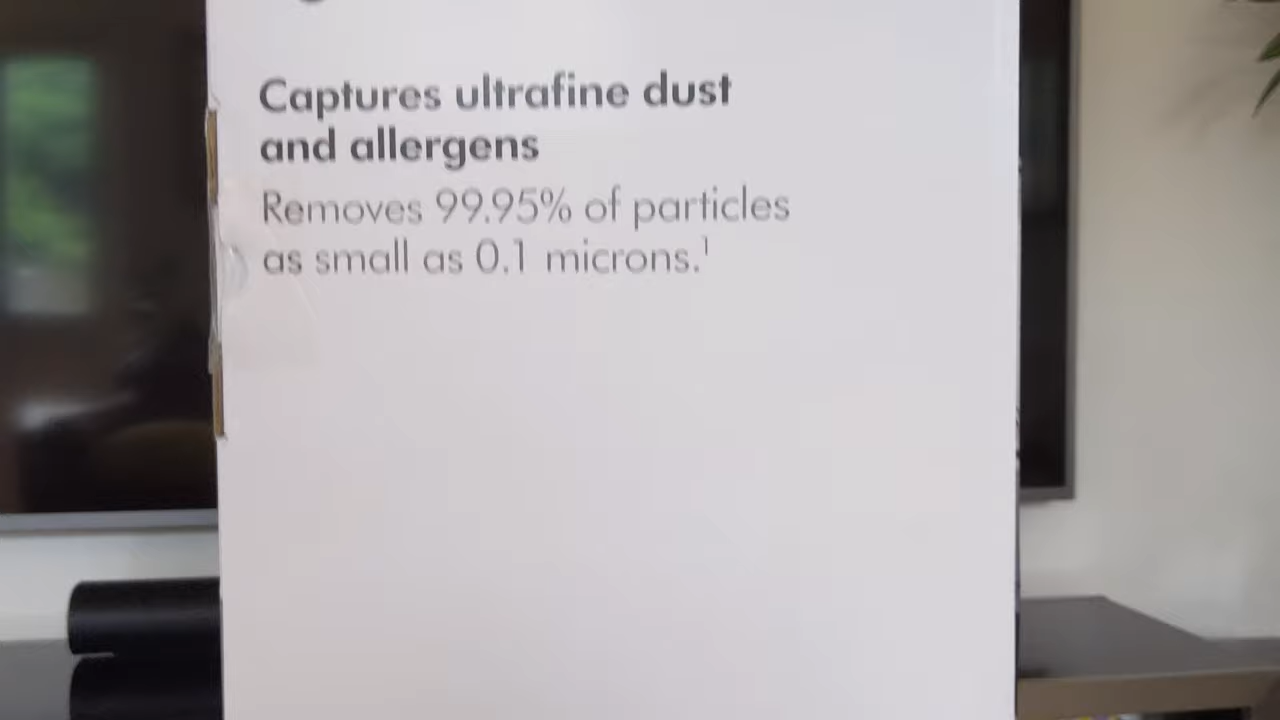 Captures ultrafine dust
and allergens
Removes 99.95% of particles
as small as 0.1 microns.¹